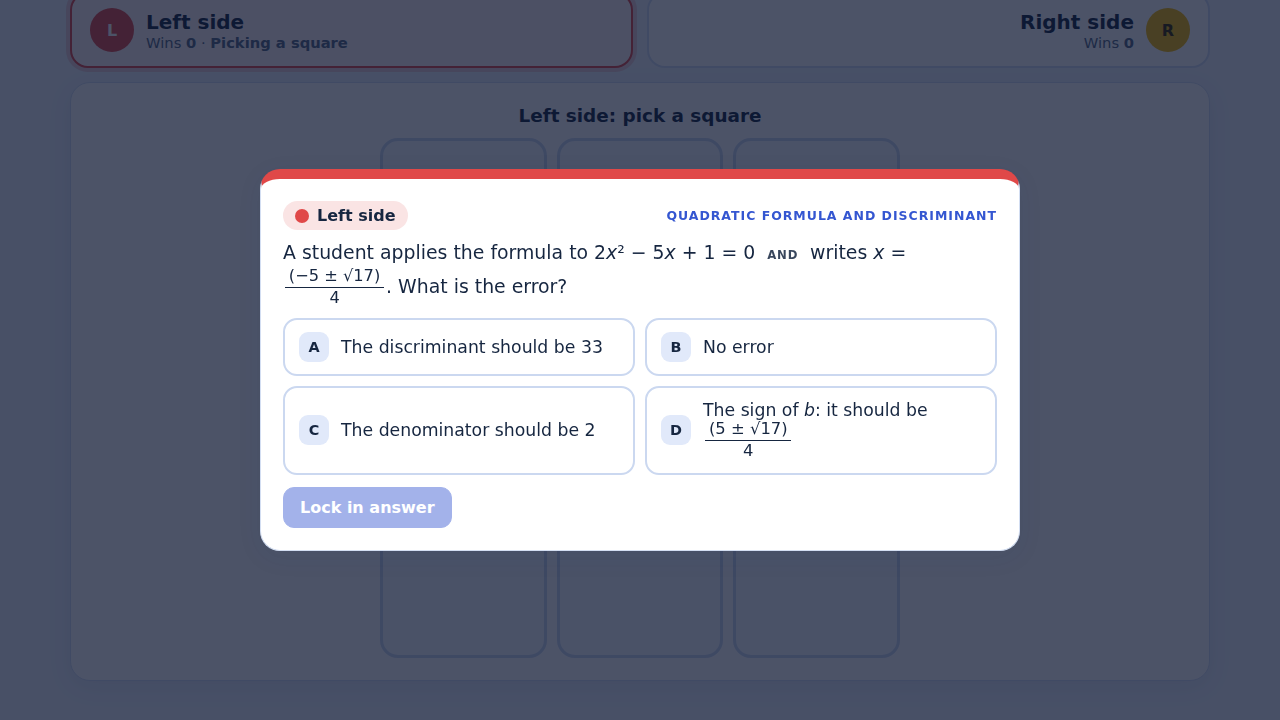 L
Left side
Wins 0 · Picking a square
Right side
Wins 0
R
Left side: pick a square
Left side
QUADRATIC FORMULA AND DISCRIMINANT
A student applies the formula to 2x² − 5x + 1 = 0 AND writes x =
(−5 ± √17)
4
. What is the error?
A The discriminant should be 33
B No error
C The denominator should be 2
D The sign of b: it should be
(5 ± √17)
4
Lock in answer